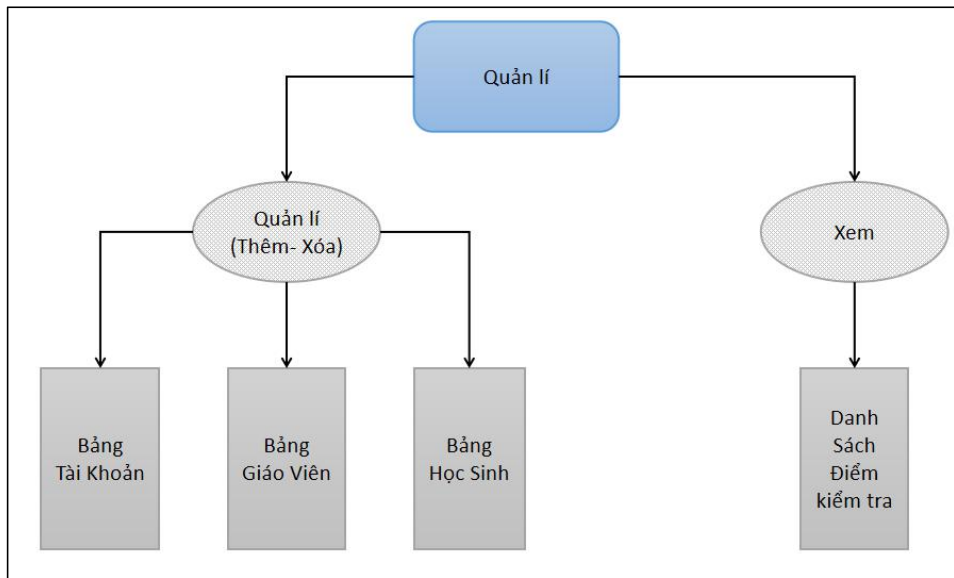 Quản lí
Quản lí
(Thêm- Xóa)
Xem
Bảng
Tài Khoản
Bảng
Giáo Viên
Bảng
Học Sinh
Danh
Sách
Điểm
kiểm tra